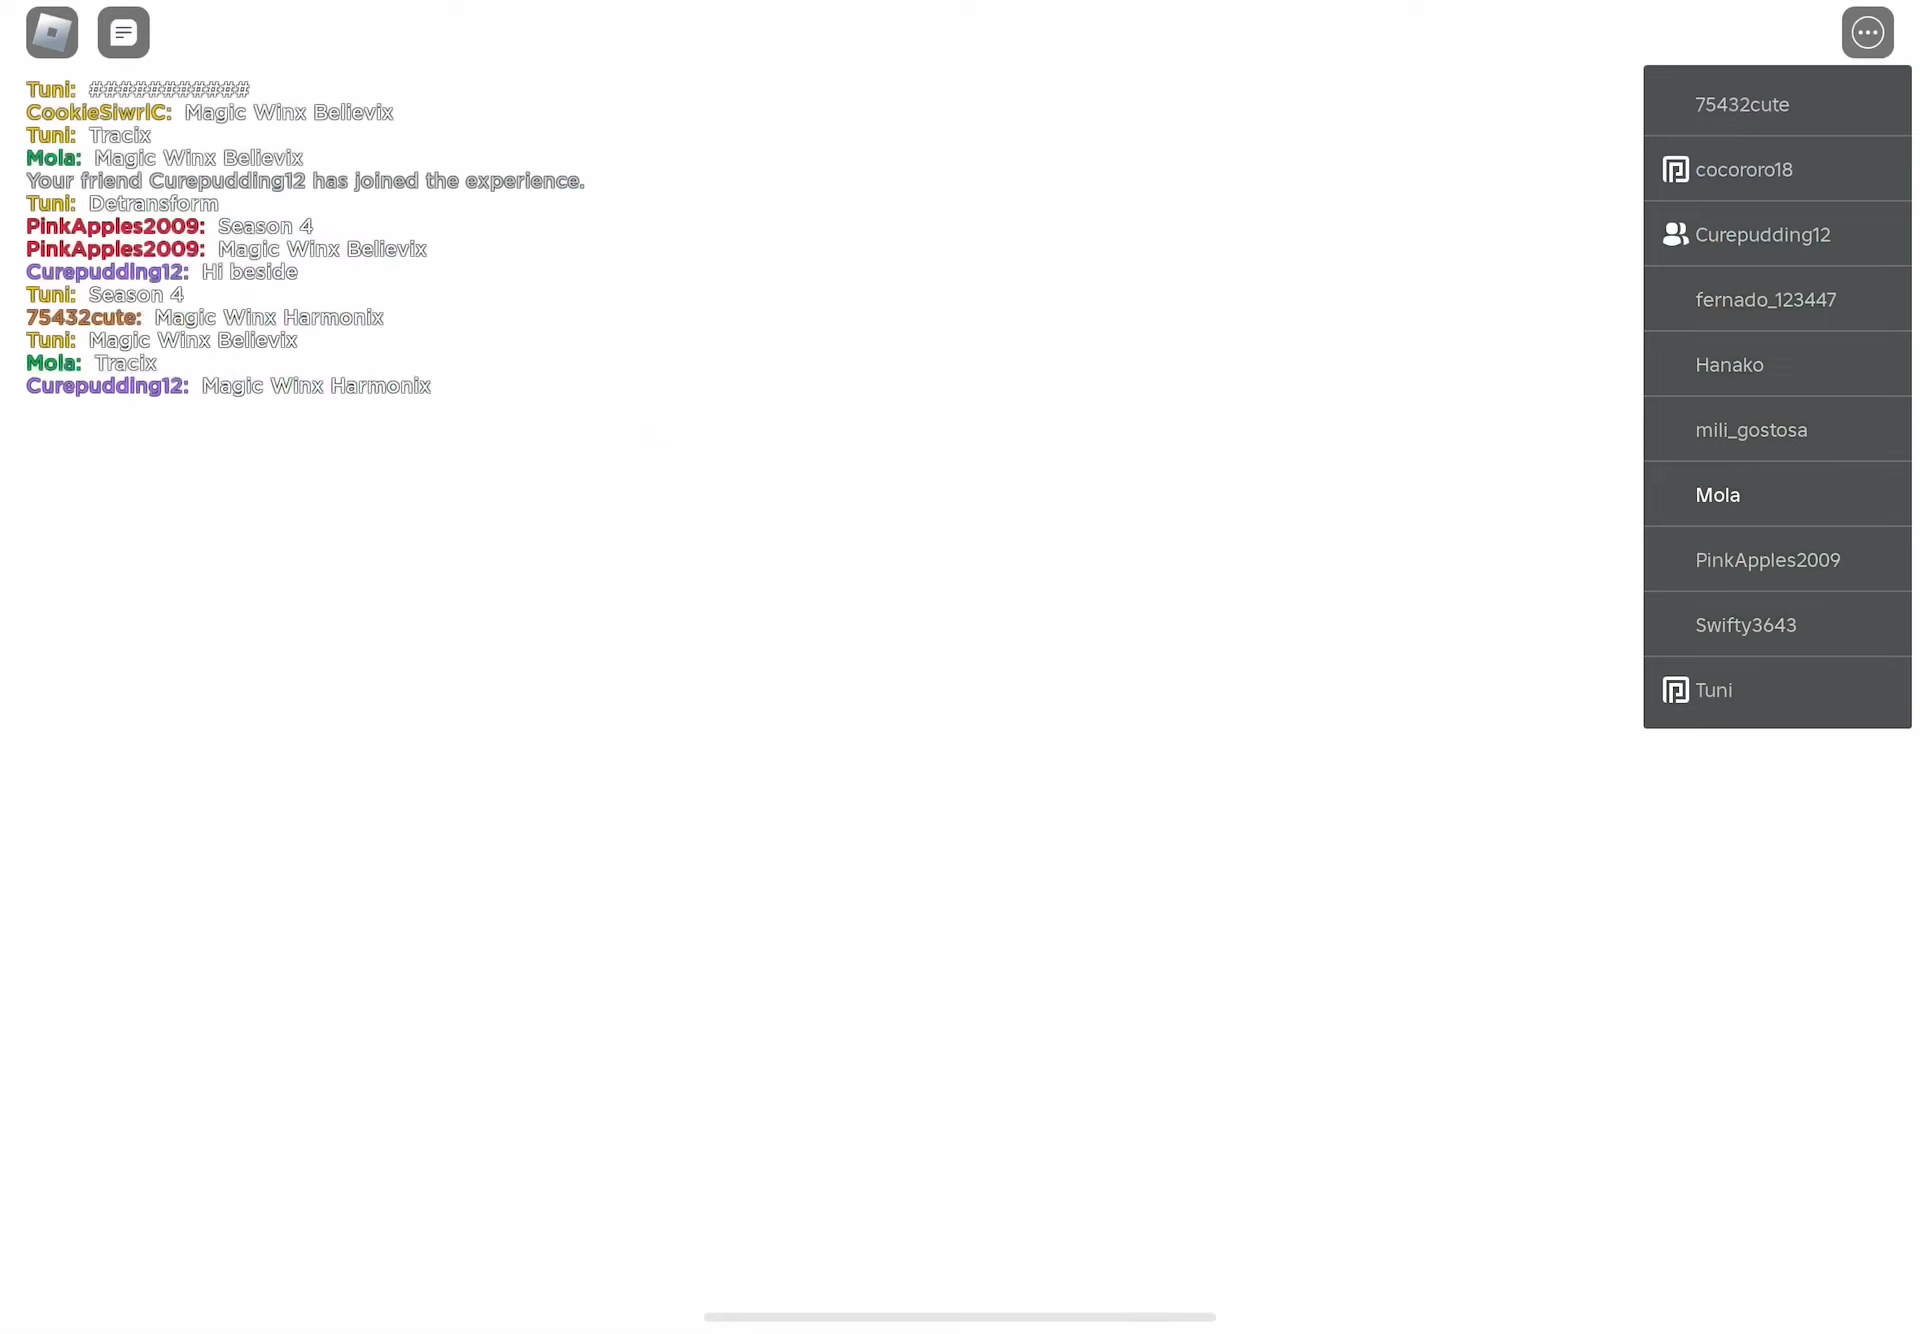 Tuni: ################
CookieSiwrlC: Magic Winx Believix
Tuni: Tracix
Mola: Magic Winx Believix
Your friend Curepudding12 has joined the experience.
Tuni: Detransform
PinkApples2009: Season 4
PinkApples2009: Magic Winx Believix
Curepudding12: Hi beside
Tuni: Season 4
75432cute: Magic Winx Harmonix
Tuni: Magic Winx Believix
Mola: Tracix
Curepudding12: Magic Winx Harmonix
75432cute
cocororo18
Curepudding12
fernado_123447
Hanako
mili_gostosa
Mola
PinkApples2009
Swifty3643
Tuni